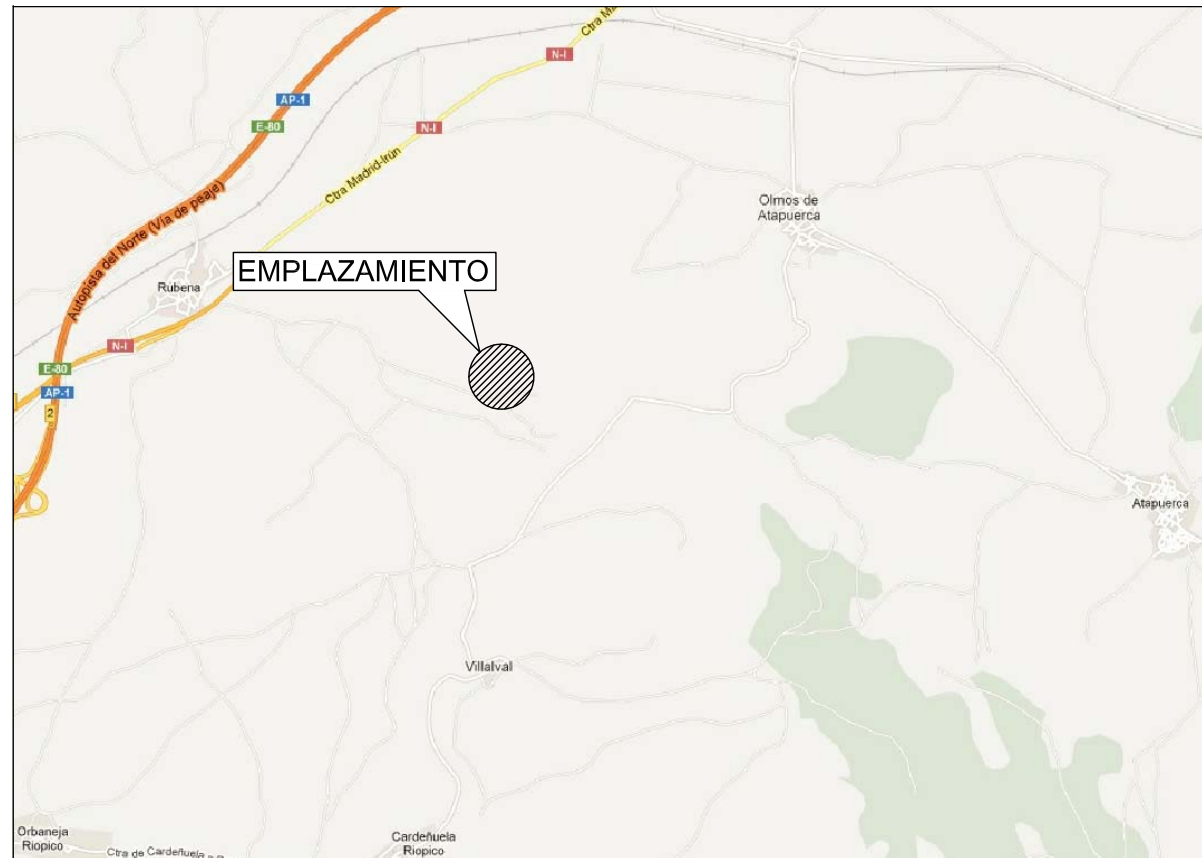 Ctra Ma
N-I
AP-1
E-80
N-I
Ctra Madrid-Irún
Autopista del Norte (Vía de peaje)
Olmos de
Atapuerca
EMPLAZAMIENTO
Rubena
N-I
E-80
AP-1
2
Atapuerca
Villalval
Orbaneja
Riopico
Cardeñuela
Riopico
Ctra de Cardeñuela a